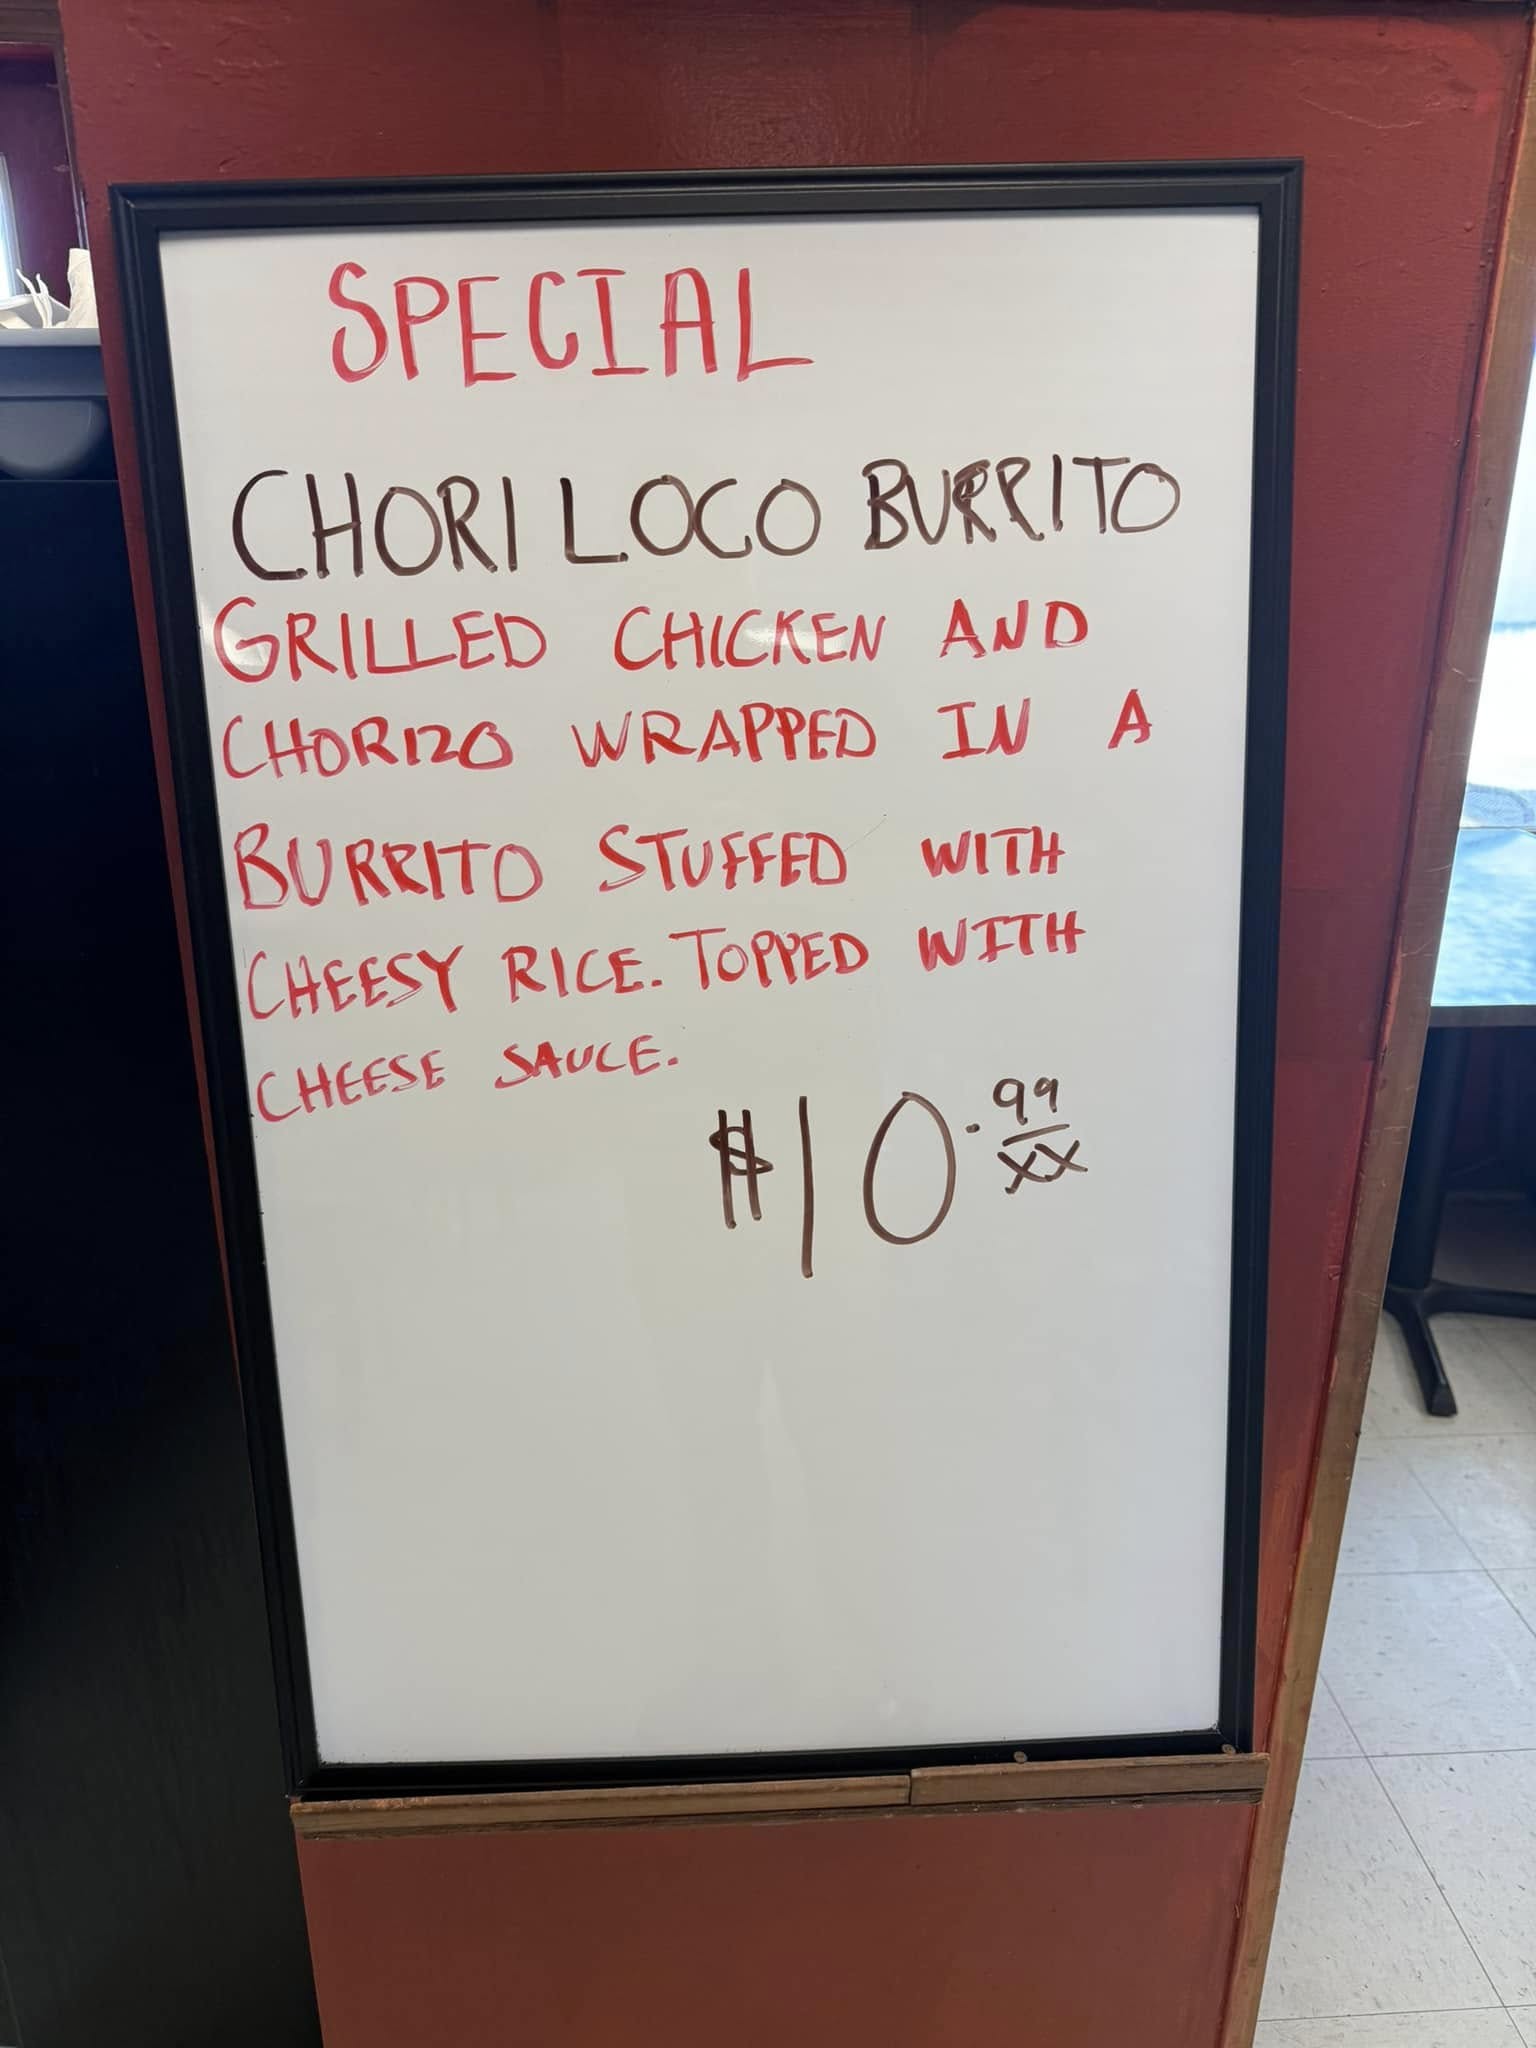 SPECIAL
CHORI LOCO BURRITO
GRILLED CHICKEN AND
CHORIZO WRAPPED IN A
BURRITO STUFFED WITH
CHEESY RICE. TOPPED WITH
CHEESE SAUCE.
$10.99/XX